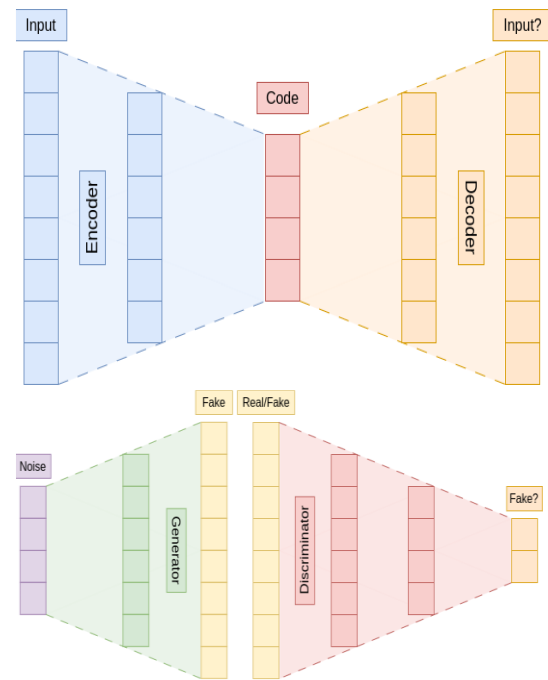 Input
Input?
Code
Encoder
Decoder
Fake
Real/Fake
Noise
Generator
Discriminator
Fake?